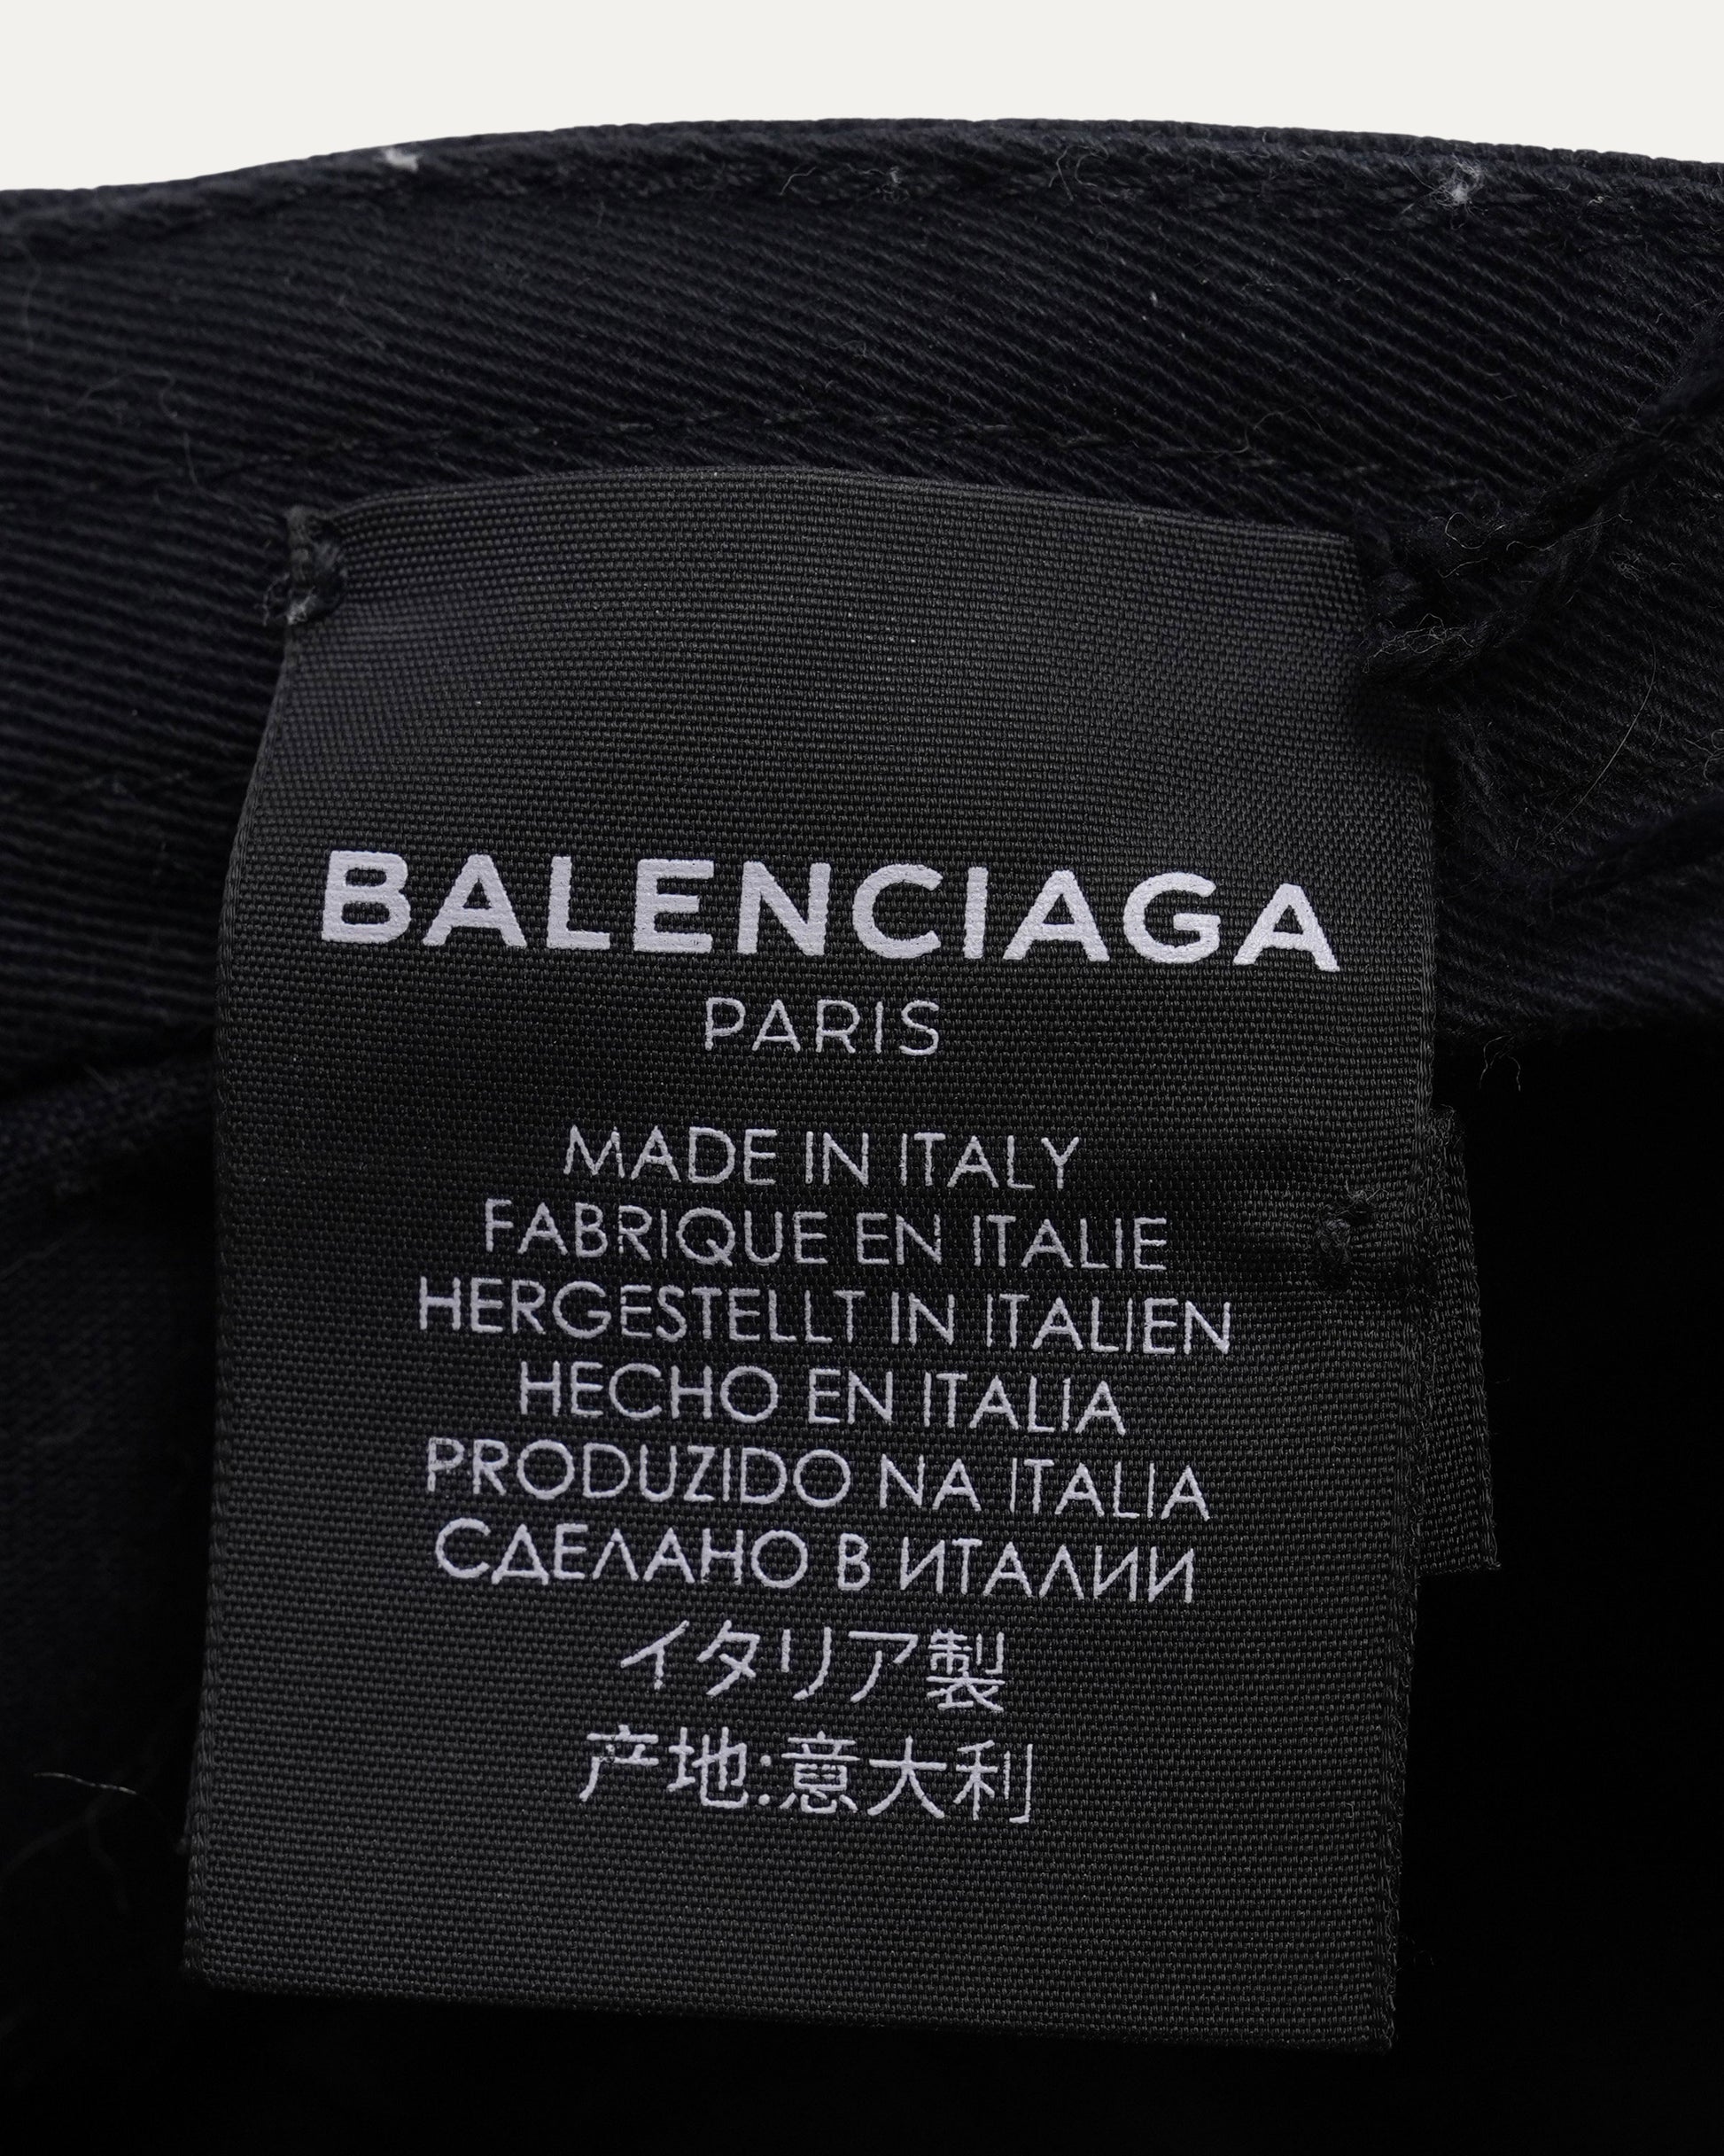 BALENCIAGA
PARIS
MADE IN ITALY
FABRIQUE EN ITALIE
HERGESTELLT IN ITALIEN
HECHO EN ITALIA
PRODUZIDO NA ITALIA
СДЕЛАНО В ИТАЛИИ
イタリア製
产地:意大利